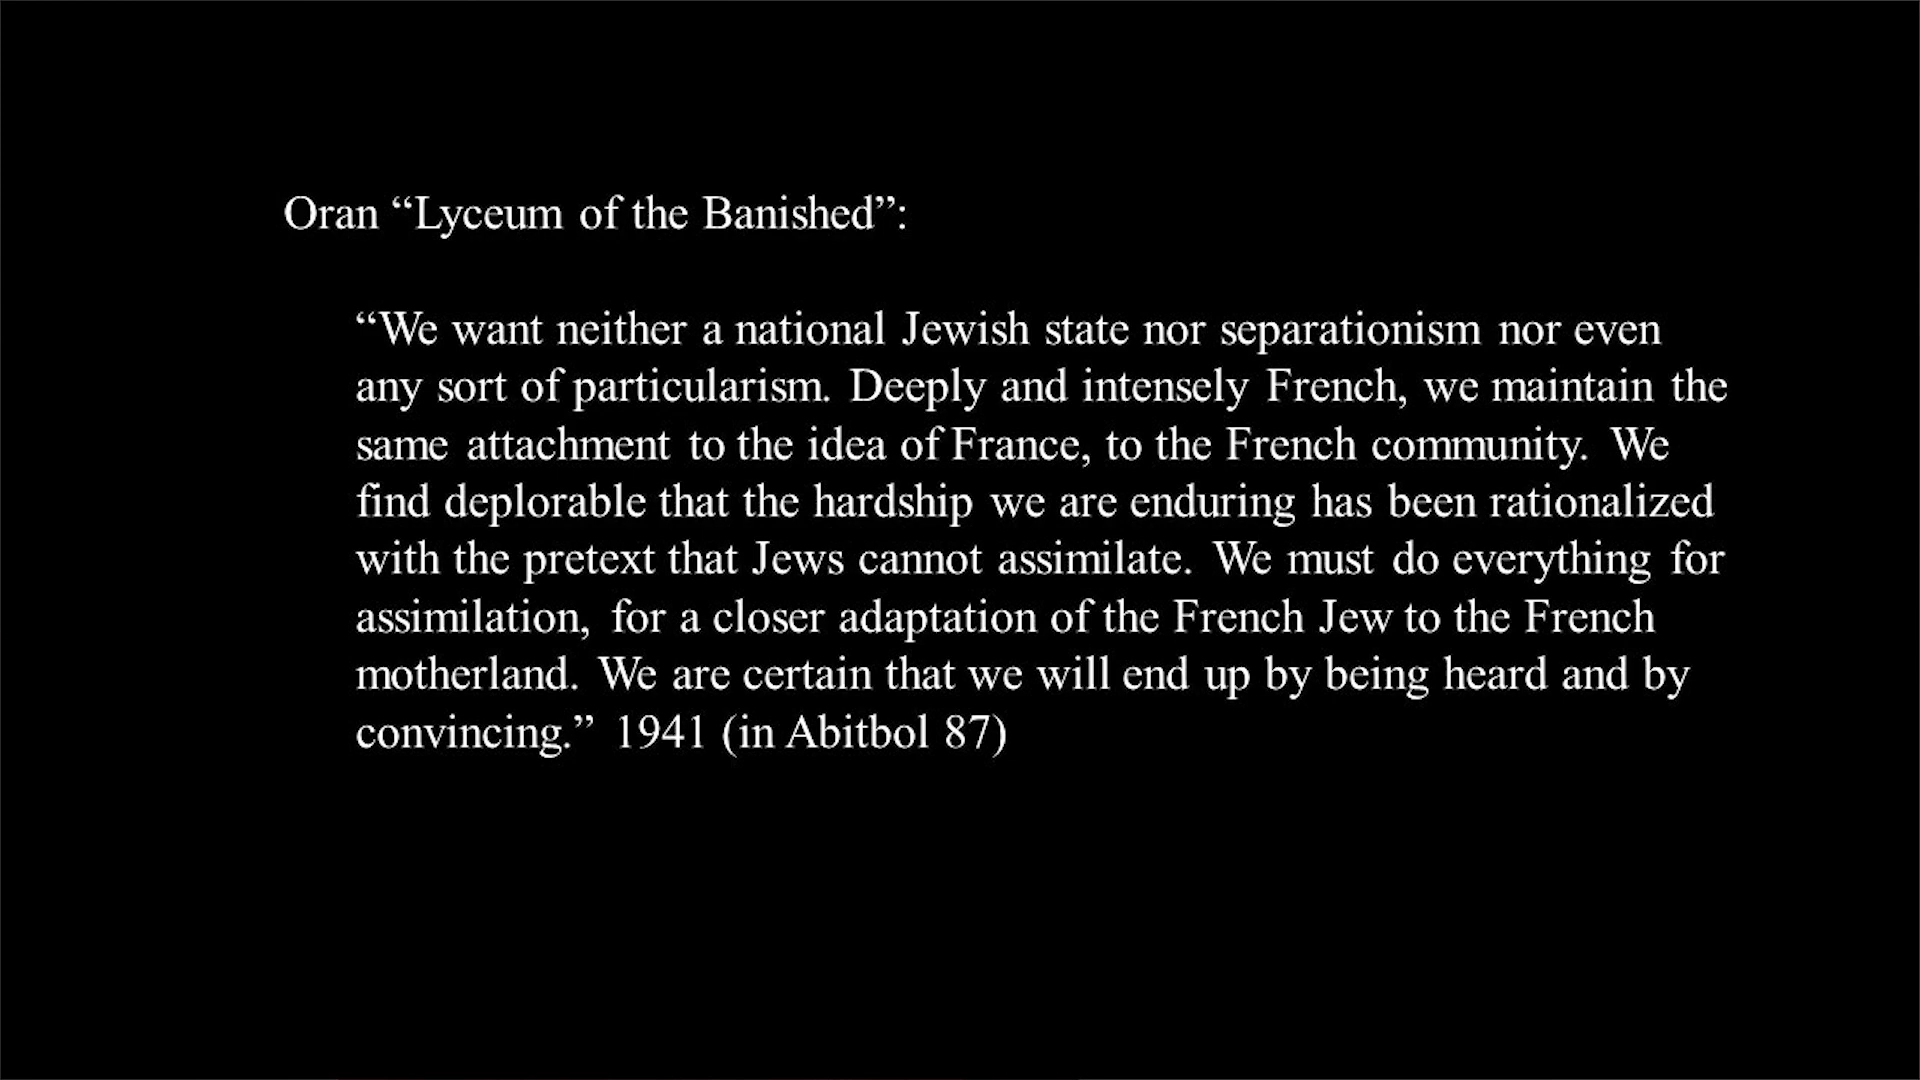 Oran “Lyceum of the Banished”:
“We want neither a national Jewish state nor separationism nor even
any sort of particularism. Deeply and intensely French, we maintain the
same attachment to the idea of France, to the French community. We
find deplorable that the hardship we are enduring has been rationalized
with the pretext that Jews cannot assimilate. We must do everything for
assimilation, for a closer adaptation of the French Jew to the French
motherland. We are certain that we will end up by being heard and by
convincing.” 1941 (in Abitbol 87)